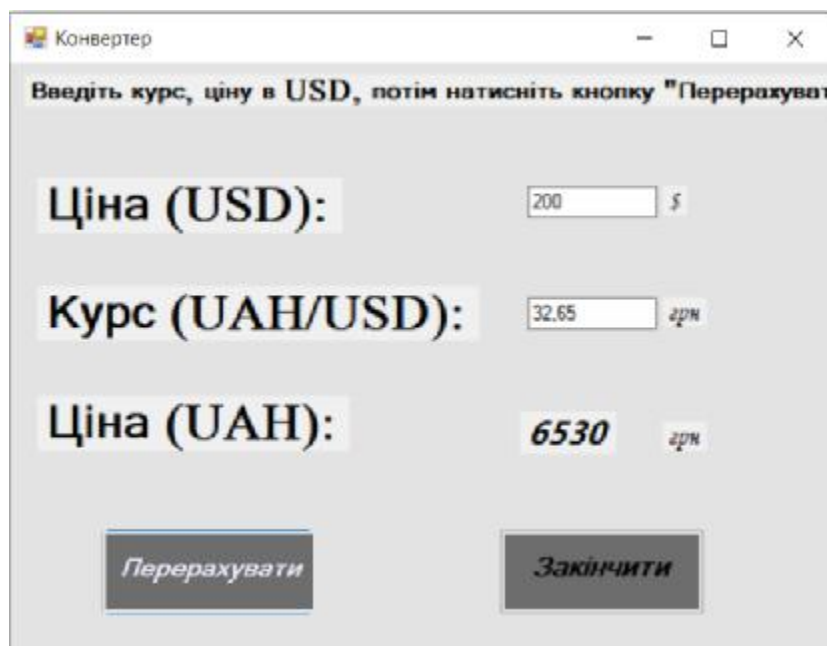 Конвертер
Введіть курс, ціну в USD, потім натисніть кнопку "Перерахуват
Ціна (USD): 200 $
Курс (UAH/USD): 32,65 грн
Ціна (UAH): 6530 грн
Перерахувати Закінчити